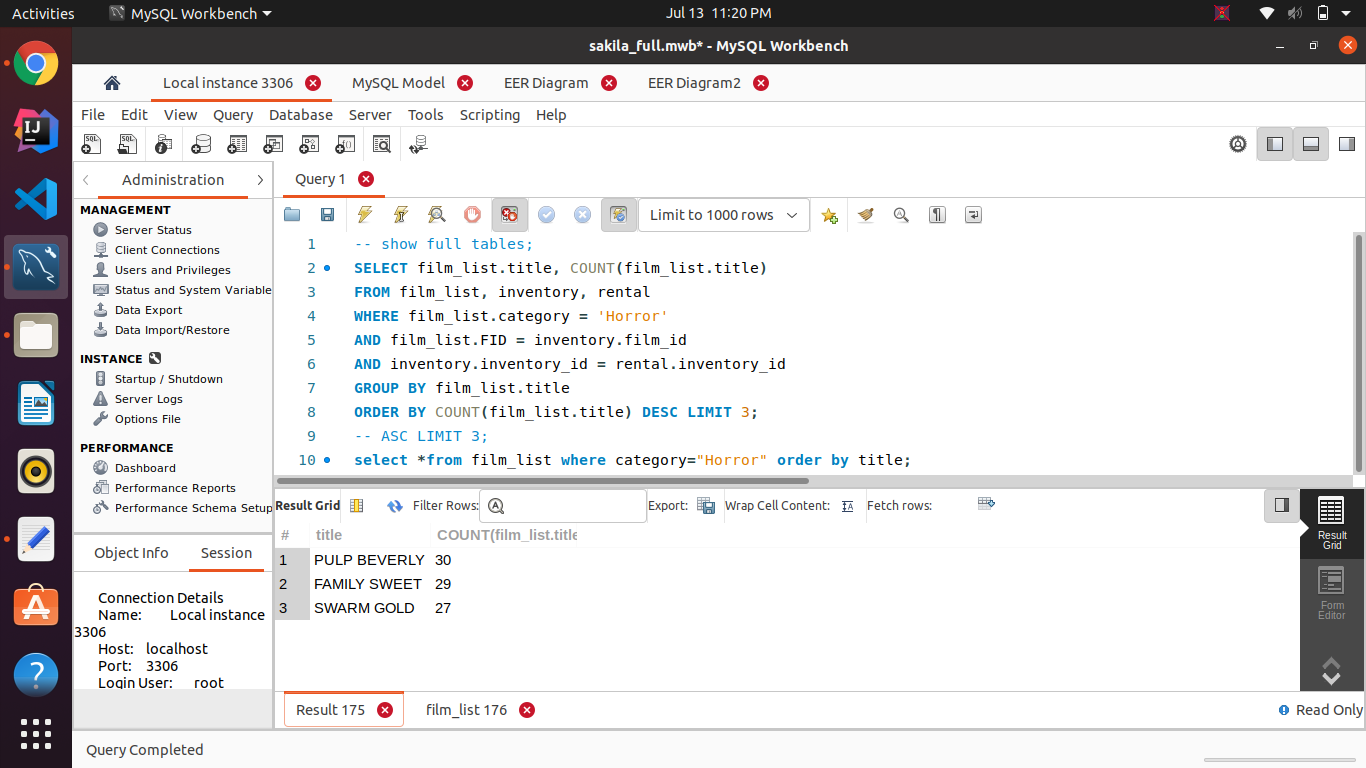 Activities MySQL Workbench Jul 13 11:20 PM
sakila_full.mwb* - MySQL Workbench
Local instance 3306 MySQL Model EER Diagram EER Diagram2
File Edit View Query Database Server Tools Scripting Help
Administration
Query 1
MANAGEMENT
Server Status
Client Connections
Users and Privileges
Status and System Variable
Data Export
Data Import/Restore
INSTANCE
Startup / Shutdown
Server Logs
Options File
PERFORMANCE
Dashboard
Performance Reports
Performance Schema Setup
Object Info Session
Connection Details
Name: Local instance
3306
Host: localhost
Port: 3306
Login User: root
Limit to 1000 rows
1 -- show full tables;
2 SELECT film_list.title, COUNT(film_list.title)
3 FROM film_list, inventory, rental
4 WHERE film_list.category = 'Horror'
5 AND film_list.FID = inventory.film_id
6 AND inventory.inventory_id = rental.inventory_id
7 GROUP BY film_list.title
8 ORDER BY COUNT(film_list.title) DESC LIMIT 3;
9 -- ASC LIMIT 3;
10 select *from film_list where category="Horror" order by title;
Result Grid Filter Rows: Export: Wrap Cell Content: Fetch rows:
# title COUNT(film_list.title
1 PULP BEVERLY 30
2 FAMILY SWEET 29
3 SWARM GOLD 27
Result
Grid
Form
Editor
Result 175 film_list 176 Read Only
Query Completed